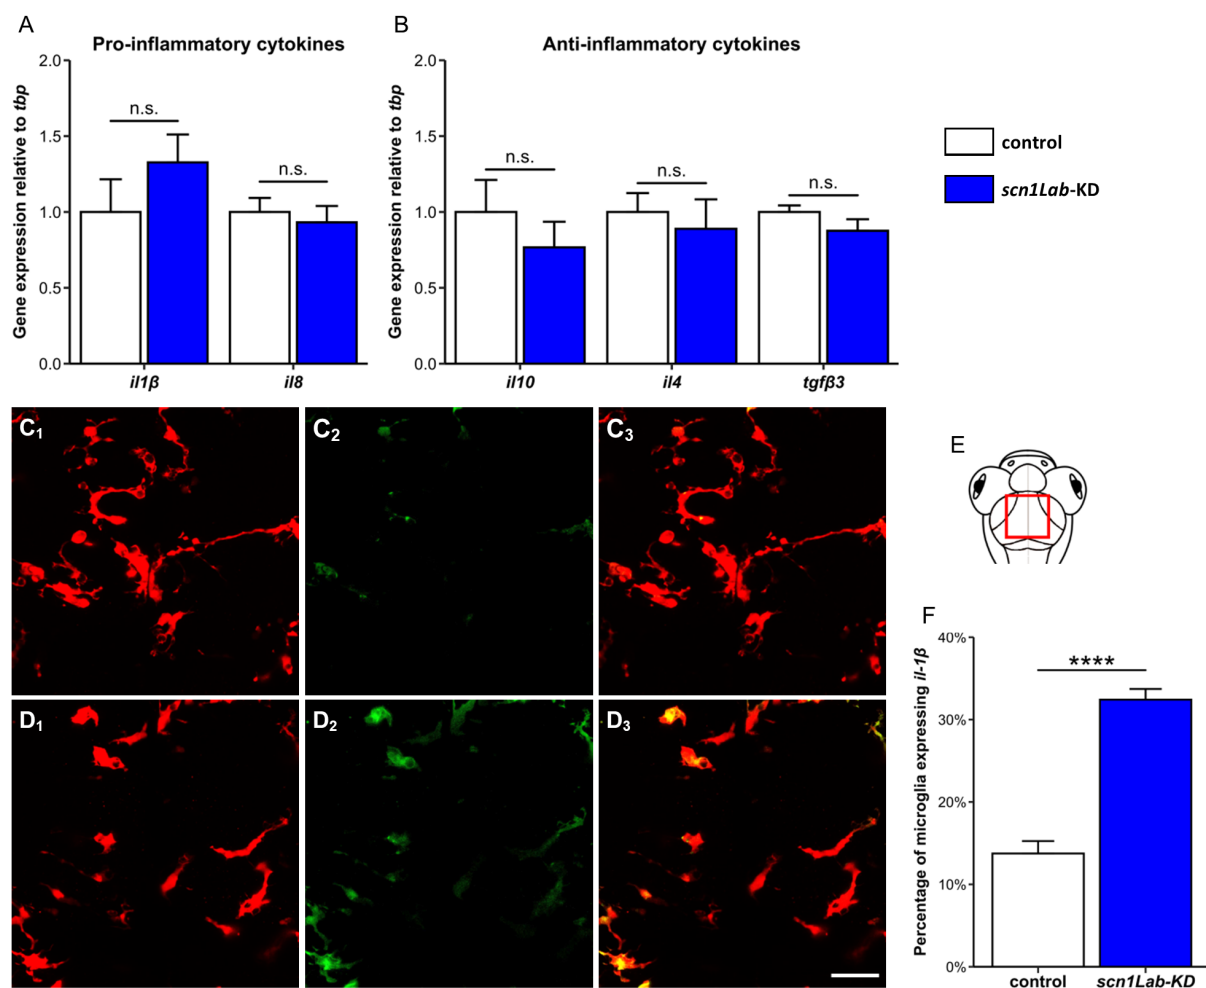 A
Pro-inflammatory cytokines
Gene expression relative to tbp
2.0
1.5
1.0
0.5
0.0
n.s.
n.s.
il1β
il8
B
Anti-inflammatory cytokines
Gene expression relative to tbp
2.0
1.5
1.0
0.5
0.0
n.s.
n.s.
n.s.
il10
il4
tgfβ3
control
scn1Lab-KD
C1
C2
C3
D1
D2
D3
E
F
Percentage of microglia expressing il-1β
40%
30%
20%
10%
0%
****
control
scn1Lab-KD